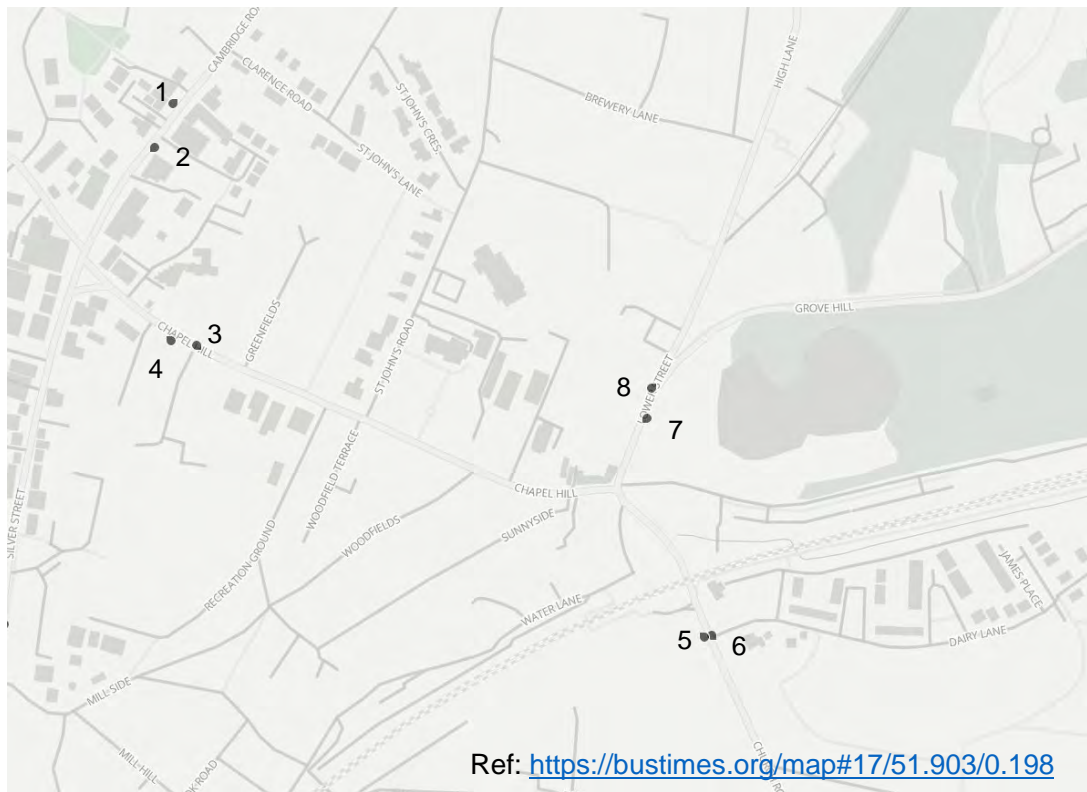 CAMBRIDGE RO
HIGH LANE
CLARENCE ROAD
ST·JOHN'S CRES.
BREWERY LANE
1
2
ST·JOHN'S LANE
GROVE HILL
GREENFIELDS
CHAPEL HILL
3
4
ST·JOHN'S ROAD
LOWER STREET
8
7
WOODFIELD·TERRACE
CHAPEL HILL
SILVER STREET
WOODFIELDS
SUNNYSIDE
RECREATION GROUND
JAMES PLACE
WATER LANE
5
6
DAIRY LANE
MILL·SIDE
MILL·HILL
ROAD
Ref: https://bustimes.org/map#17/51.903/0.198